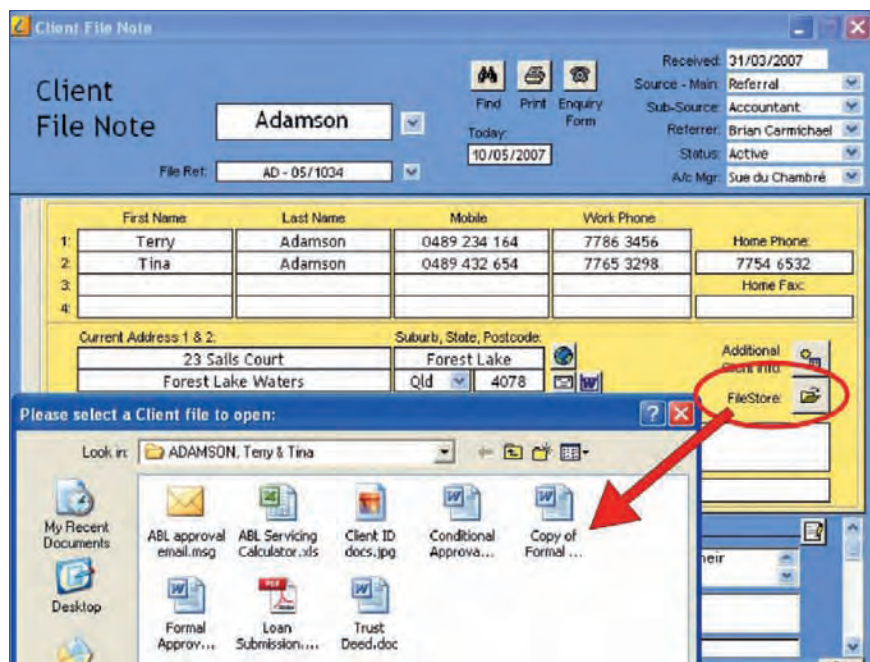 Client File Note
Client
File Note
Adamson
File Ref:
AD - 05/1034
Find Print Enquiry
Form
Today:
10/05/2007
Received: 31/03/2007
Source - Main: Referral
Sub-Source: Accountant
Referrer: Brian Carmichael
Status: Active
A/c Mgr: Sue du Chambré
First Name Last Name Mobile Work Phone
1: Terry Adamson 0489 234 164 7786 3456 Home Phone:
2: Tina Adamson 0489 432 654 7765 3298 7754 6532
3: Home Fax:
4:
Current Address 1 & 2: Suburb, State, Postcode:
23 Sails Court Forest Lake
Forest Lake Waters Qld 4078
Additional
Client Info:
FileStore:
Please select a Client file to open:
Look in: ADAMSON, Terry & Tina
My Recent
Documents
Desktop
ABL approval
email.msg
ABL Servicing
Calculator.xls
Client ID
docs.jpg
Conditional
Approva...
Copy of
Formal ...
Formal
Approv...
Loan
Submission....
Trust
Deed.doc
neir